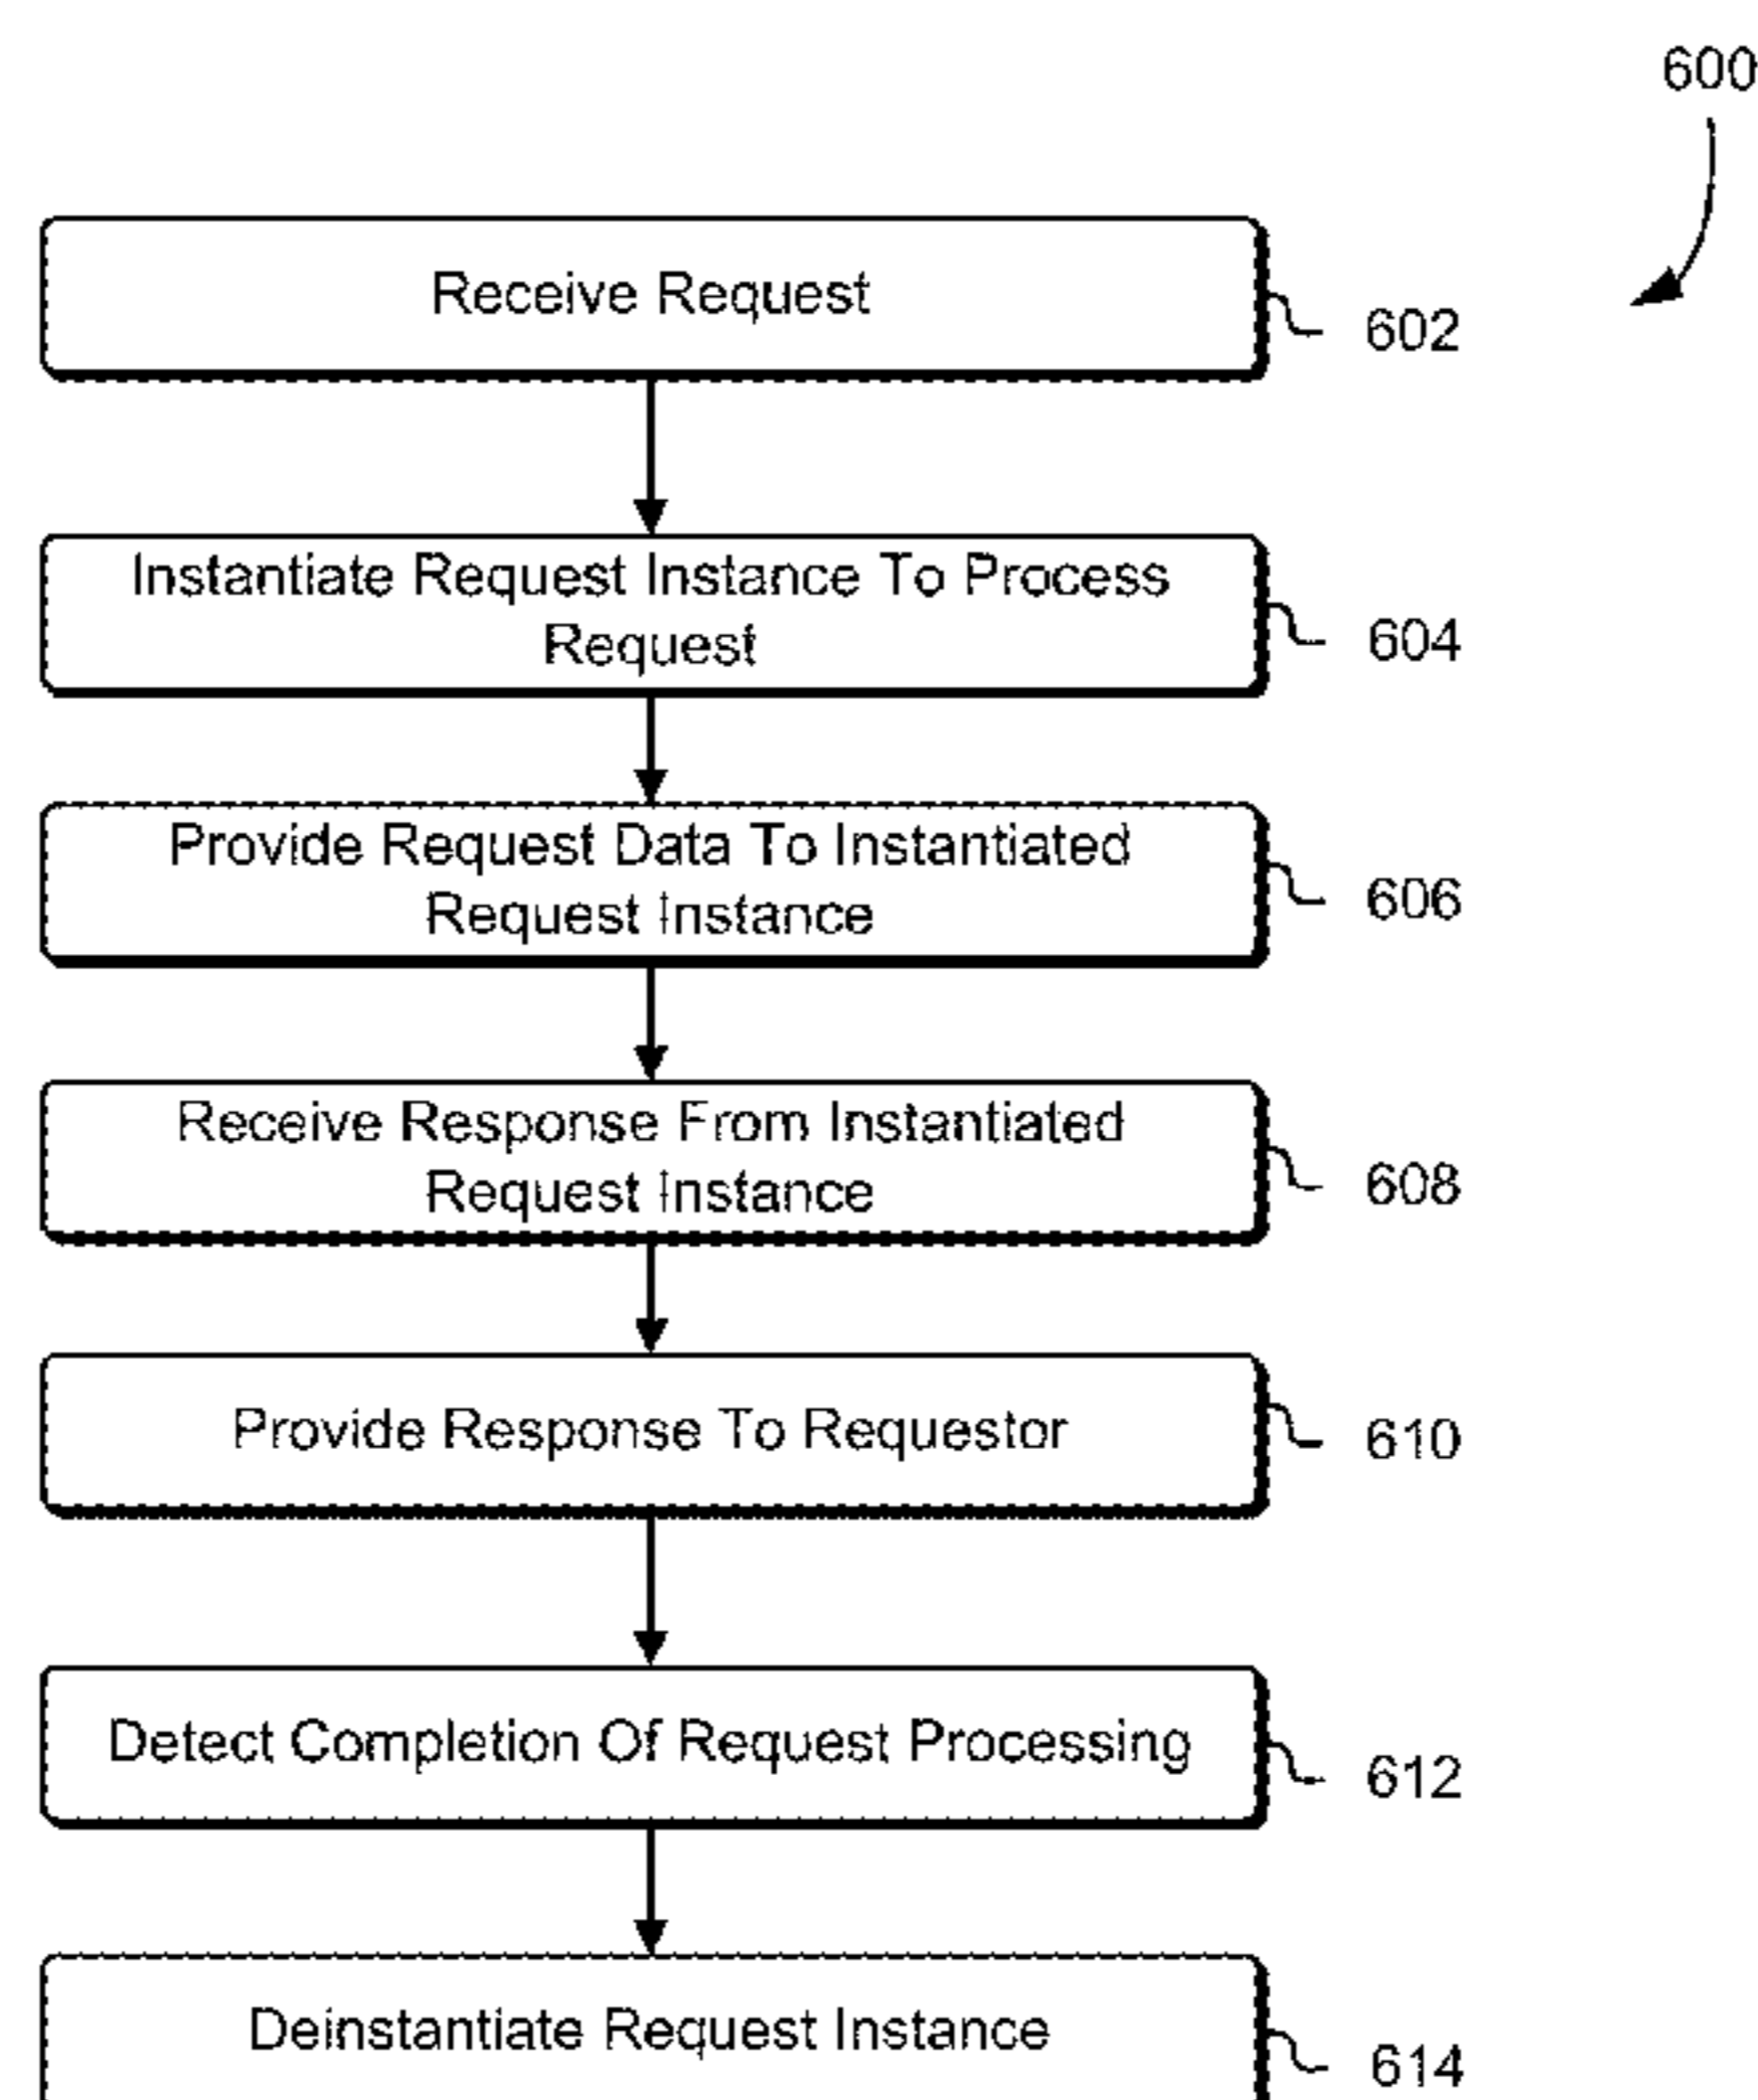 600
Receive Request
602
Instantiate Request Instance To Process
Request
604
Provide Request Data To Instantiated
Request Instance
606
Receive Response From Instantiated
Request Instance
608
Provide Response To Requestor
610
Detect Completion Of Request Processing
612
Deinstantiate Request Instance
614